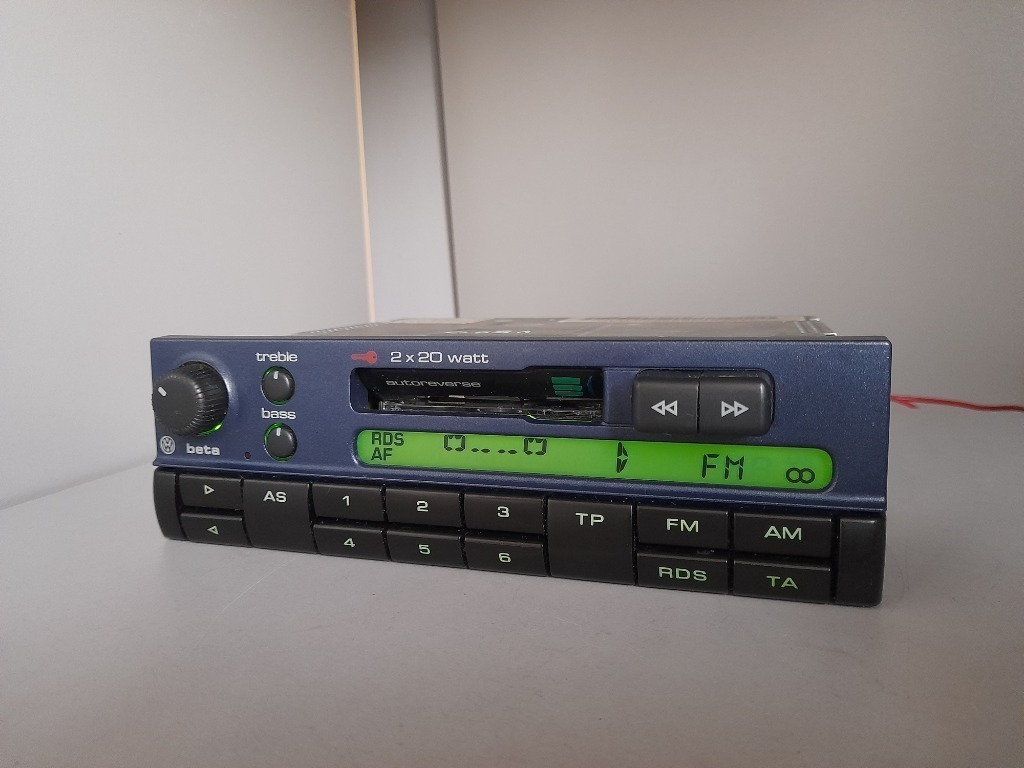 treble
2 x 20 watt
autoreverse
bass
RDS
AF
FM
beta
AS
1
2
3
TP
FM
AM
4
5
6
RDS
TA